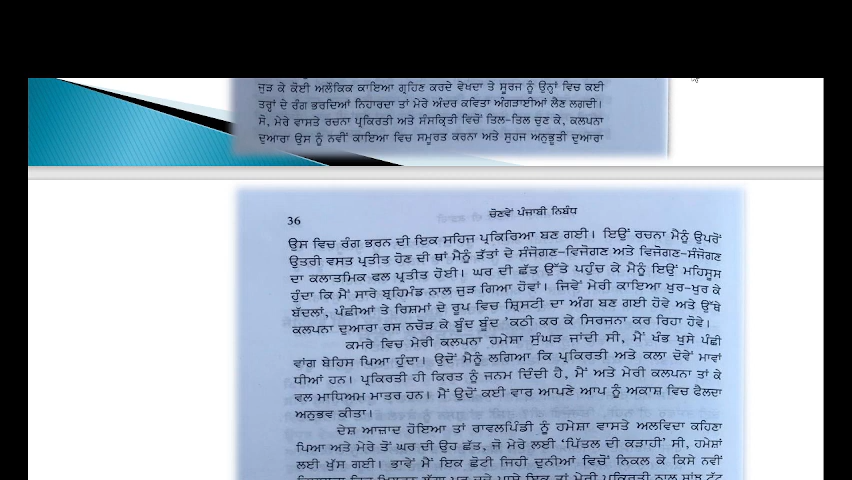 ਜੁੜ ਕੇ ਕੋਈ ਅਲੌਕਿਕ ਕਾਇਆ ਗ੍ਰਹਿਣ ਕਰਦੇ ਵੇਖਦਾ ਤੇ ਸੂਰਜ ਨੂੰ ਉਨ੍ਹਾਂ ਵਿਚ ਕਈ
ਤਰ੍ਹਾਂ ਦੇ ਰੰਗ ਭਰਦਿਆਂ ਨਿਹਾਰਦਾ ਤਾਂ ਮੇਰੇ ਅੰਦਰ ਕਵਿਤਾ ਅੰਗੜਾਈਆਂ ਲੈਣ ਲਗਦੀ।
ਸੋ, ਮੇਰੇ ਵਾਸਤੇ ਰਚਨਾ ਪ੍ਰਕਿਰਤੀ ਅਤੇ ਸੰਸਕ੍ਰਿਤੀ ਵਿਚੋਂ ਤਿਲ-ਤਿਲ ਚੁਣ ਕੇ, ਕਲਪਨਾ
ਦੁਆਰਾ ਉਸ ਨੂੰ ਨਵੀਂ ਕਾਇਆ ਵਿਚ ਸਮੂਰਤ ਕਰਨਾ ਅਤੇ ਸੁਹਜ ਅਨੁਭੂਤੀ ਦੁਆਰਾ
36 ਚੋਣਵੇਂ ਪੰਜਾਬੀ ਨਿਬੰਧ
ਉਸ ਵਿਚ ਰੰਗ ਭਰਨ ਦੀ ਇਕ ਸਹਿਜ ਪ੍ਰਕਿਰਿਆ ਬਣ ਗਈ। ਇਉਂ ਰਚਨਾ ਮੈਨੂੰ ਉਪਰੋਂ
ਉਤਰੀ ਵਸਤ ਪ੍ਰਤੀਤ ਹੋਣ ਦੀ ਥਾਂ ਮੈਨੂੰ ਤੱਤਾਂ ਦੇ ਸੰਜੋਗਣ-ਵਿਜੋਗਣ ਅਤੇ ਵਿਜੋਗਣ-ਸੰਜੋਗਣ
ਦਾ ਕਲਾਤਮਿਕ ਫਲ ਪ੍ਰਤੀਤ ਹੋਈ। ਘਰ ਦੀ ਛੱਤ ਉੱਤੇ ਪਹੁੰਚ ਕੇ ਮੈਨੂੰ ਇਉਂ ਮਹਿਸੂਸ
ਹੁੰਦਾ ਕਿ ਮੈਂ ਸਾਰੇ ਬ੍ਰਹਿਮੰਡ ਨਾਲ ਜੁੜ ਗਿਆ ਹੋਵਾਂ। ਜਿਵੇਂ ਮੇਰੀ ਕਾਇਆ ਖੁਰ-ਖੁਰ ਕੇ
ਬੱਦਲਾਂ, ਪੰਛੀਆਂ ਤੇ ਰਿਸ਼ਮਾਂ ਦੇ ਰੂਪ ਵਿਚ ਸ੍ਰਿਸ਼ਟੀ ਦਾ ਅੰਗ ਬਣ ਗਈ ਹੋਵੇ ਅਤੇ ਉੱਥੇ
ਕਲਪਨਾ ਦੁਆਰਾ ਰਸ ਨਚੋੜ ਕੇ ਬੂੰਦ ਬੂੰਦ 'ਕਠੀ ਕਰ ਕੇ ਸਿਰਜਨਾ ਕਰ ਰਿਹਾ ਹੋਵੇ।
ਕਮਰੇ ਵਿਚ ਮੇਰੀ ਕਲਪਨਾ ਹਮੇਸ਼ਾ ਸੁੰਘੜ ਜਾਂਦੀ ਸੀ, ਮੈਂ ਖੰਭ ਖੁਸੇ ਪੰਛੀ
ਵਾਂਗ ਬੇਹਿਸ ਪਿਆ ਹੁੰਦਾ। ਉਦੋਂ ਮੈਨੂੰ ਲਗਿਆ ਕਿ ਪ੍ਰਕਿਰਤੀ ਅਤੇ ਕਲਾ ਦੋਵੇਂ ਮਾਵਾਂ
ਧੀਆਂ ਹਨ। ਪ੍ਰਕਿਰਤੀ ਹੀ ਕਿਰਤ ਨੂੰ ਜਨਮ ਦਿੰਦੀ ਹੈ, ਮੈਂ ਅਤੇ ਮੇਰੀ ਕਲਪਨਾ ਤਾਂ ਕੇ
ਵਲ ਮਾਧਿਅਮ ਮਾਤਰ ਹਨ। ਮੈਂ ਉਦੋਂ ਕਈ ਵਾਰ ਆਪਣੇ ਆਪ ਨੂੰ ਅਕਾਸ਼ ਵਿਚ ਫੈਲਦਾ
ਅਨੁਭਵ ਕੀਤਾ।
ਦੇਸ਼ ਆਜ਼ਾਦ ਹੋਇਆ ਤਾਂ ਰਾਵਲਪਿੰਡੀ ਨੂੰ ਹਮੇਸ਼ਾ ਵਾਸਤੇ ਅਲਵਿਦਾ ਕਹਿਣਾ
ਪਿਆ ਅਤੇ ਮੇਰੇ ਤੋਂ ਘਰ ਦੀ ਉਹ ਛੱਤ, ਜੋ ਮੇਰੇ ਲਈ 'ਪਿੱਤਲ ਦੀ ਕੜਾਹੀ' ਸੀ, ਹਮੇਸ਼ਾਂ
ਲਈ ਖੁੱਸ ਗਈ। ਭਾਵੇਂ ਮੈਂ ਇਕ ਛੋਟੀ ਜਿਹੀ ਦੁਨੀਆਂ ਵਿਚੋਂ ਨਿਕਲ ਕੇ ਕਿਸੇ ਨਵੀਂ